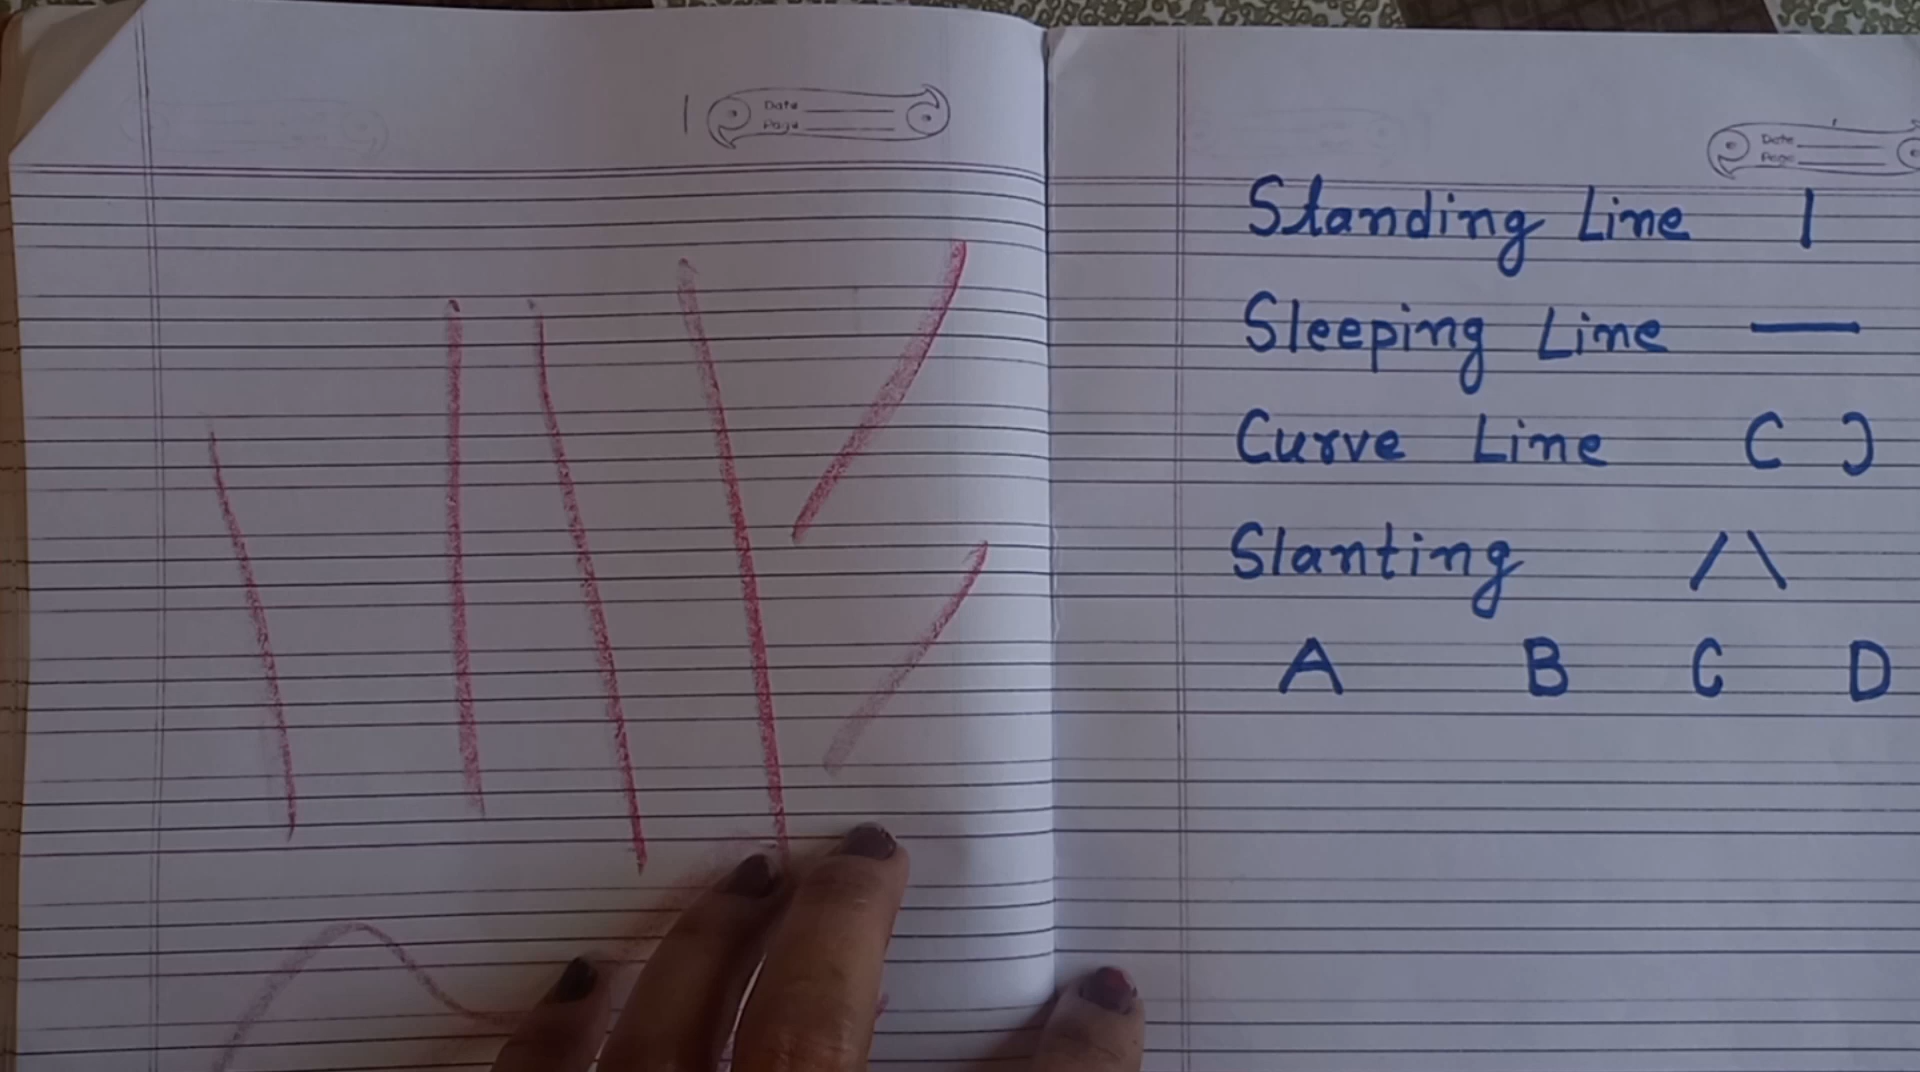 Date
Page
Date
Page
Standing Line |
Sleeping Line —
Curve Line C Ɔ
Slanting / \
A B C D